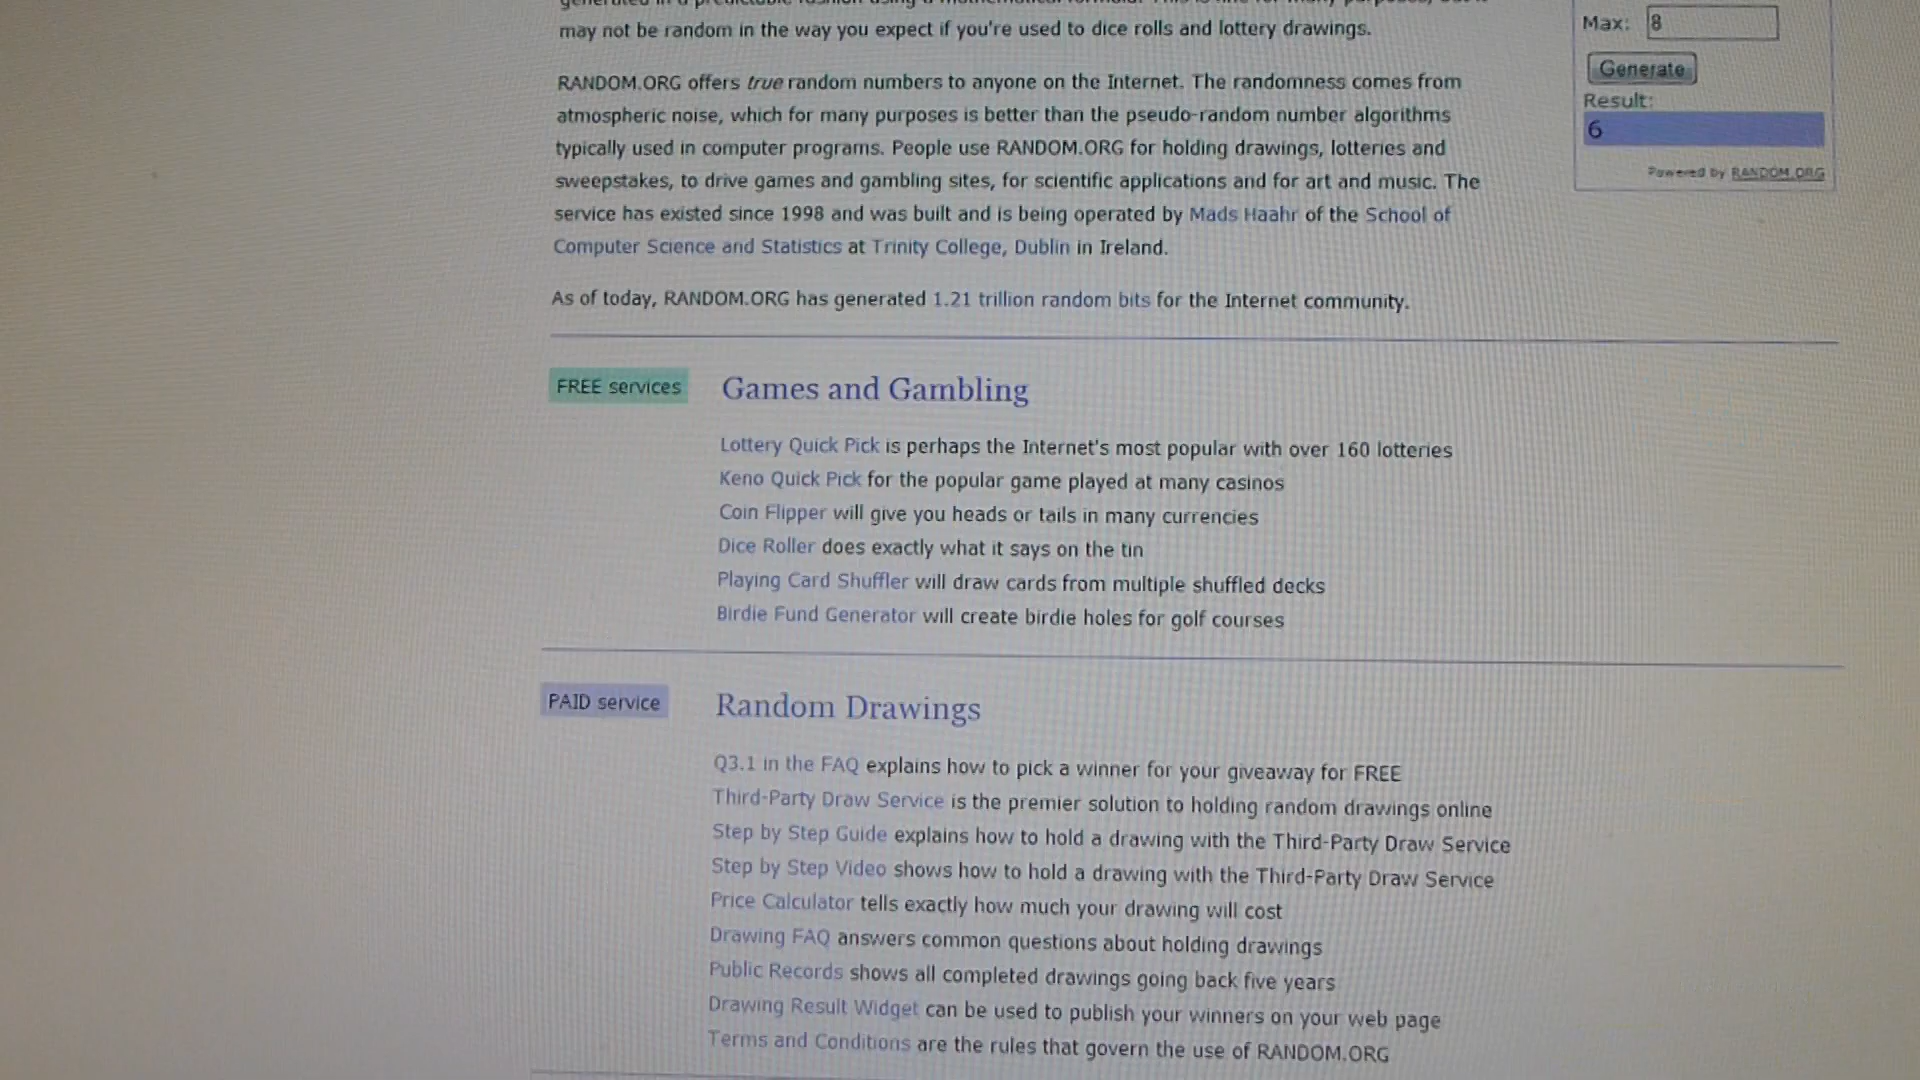 may not be random in the way you expect if you're used to dice rolls and lottery drawings.
RANDOM.ORG offers true random numbers to anyone on the Internet. The randomness comes from
atmospheric noise, which for many purposes is better than the pseudo-random number algorithms
typically used in computer programs. People use RANDOM.ORG for holding drawings, lotteries and
sweepstakes, to drive games and gambling sites, for scientific applications and for art and music. The
service has existed since 1998 and was built and is being operated by Mads Haahr of the School of
Computer Science and Statistics at Trinity College, Dublin in Ireland.
As of today, RANDOM.ORG has generated 1.21 trillion random bits for the Internet community.
Max: 8
Generate
Result:
6
Powered by RANDOM.ORG
FREE services
Games and Gambling
Lottery Quick Pick is perhaps the Internet's most popular with over 160 lotteries
Keno Quick Pick for the popular game played at many casinos
Coin Flipper will give you heads or tails in many currencies
Dice Roller does exactly what it says on the tin
Playing Card Shuffler will draw cards from multiple shuffled decks
Birdie Fund Generator will create birdie holes for golf courses
PAID service
Random Drawings
Q3.1 in the FAQ explains how to pick a winner for your giveaway for FREE
Third-Party Draw Service is the premier solution to holding random drawings online
Step by Step Guide explains how to hold a drawing with the Third-Party Draw Service
Step by Step Video shows how to hold a drawing with the Third-Party Draw Service
Price Calculator tells exactly how much your drawing will cost
Drawing FAQ answers common questions about holding drawings
Public Records shows all completed drawings going back five years
Drawing Result Widget can be used to publish your winners on your web page
Terms and Conditions are the rules that govern the use of RANDOM.ORG